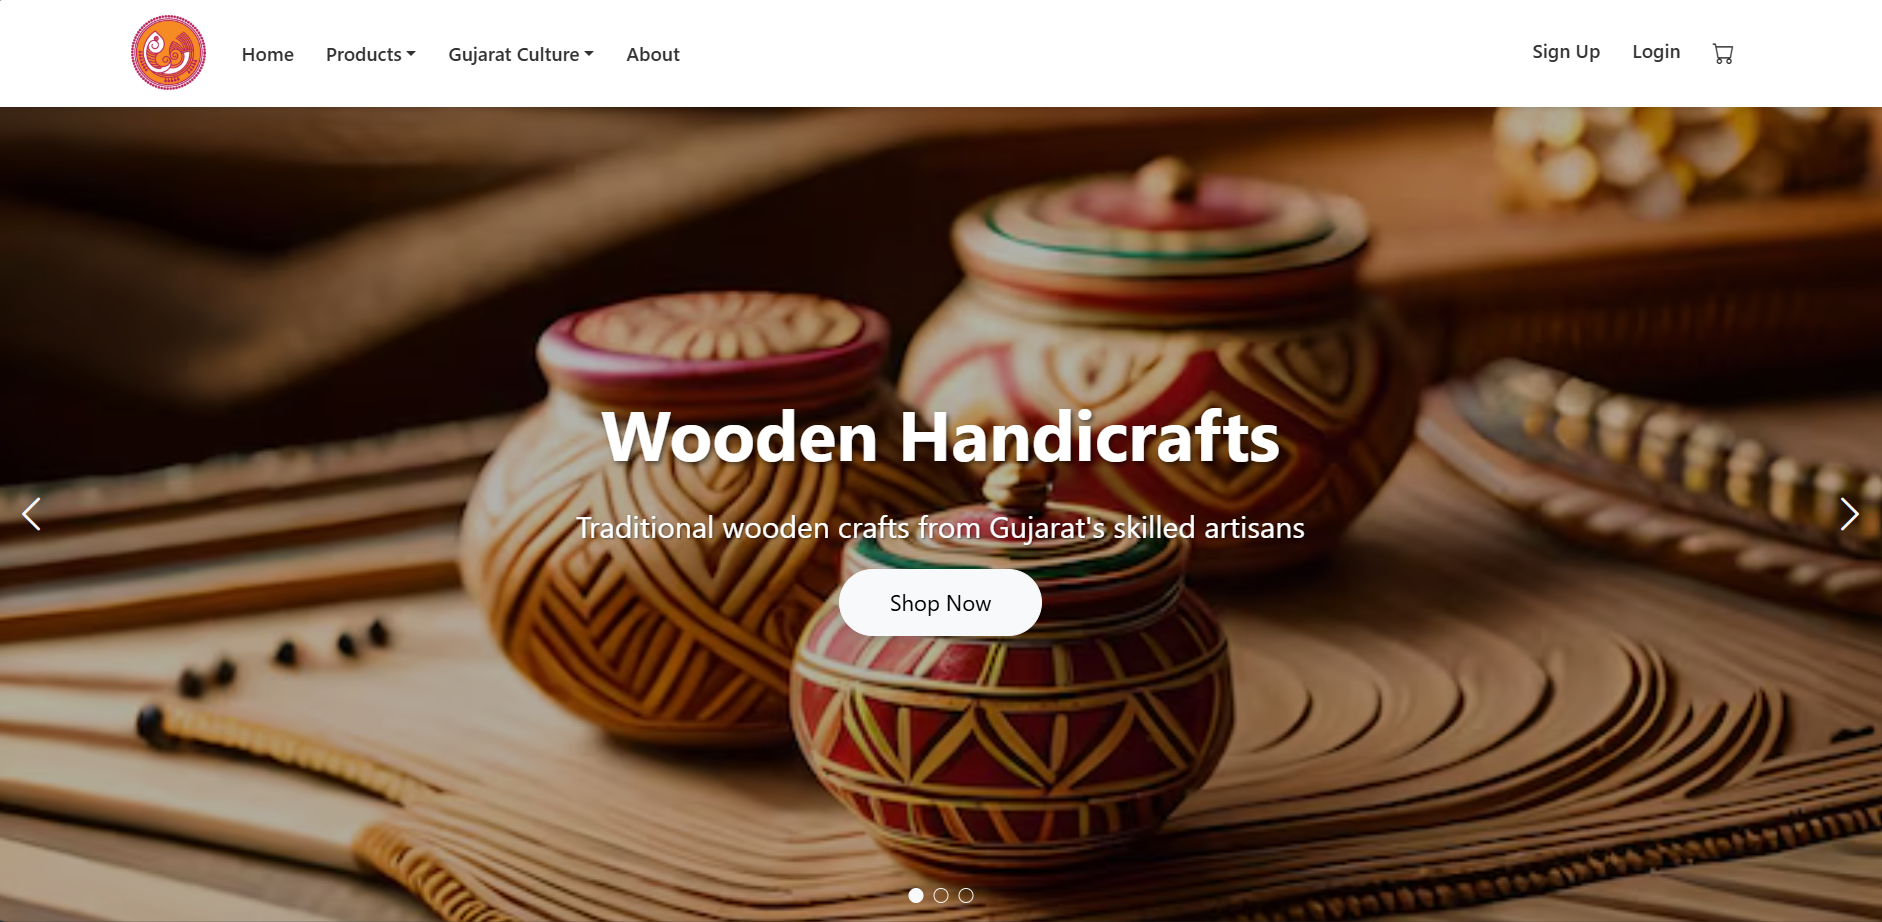 Home Products Gujarat Culture About Sign Up Login
Wooden Handicrafts
Traditional wooden crafts from Gujarat's skilled artisans
Shop Now